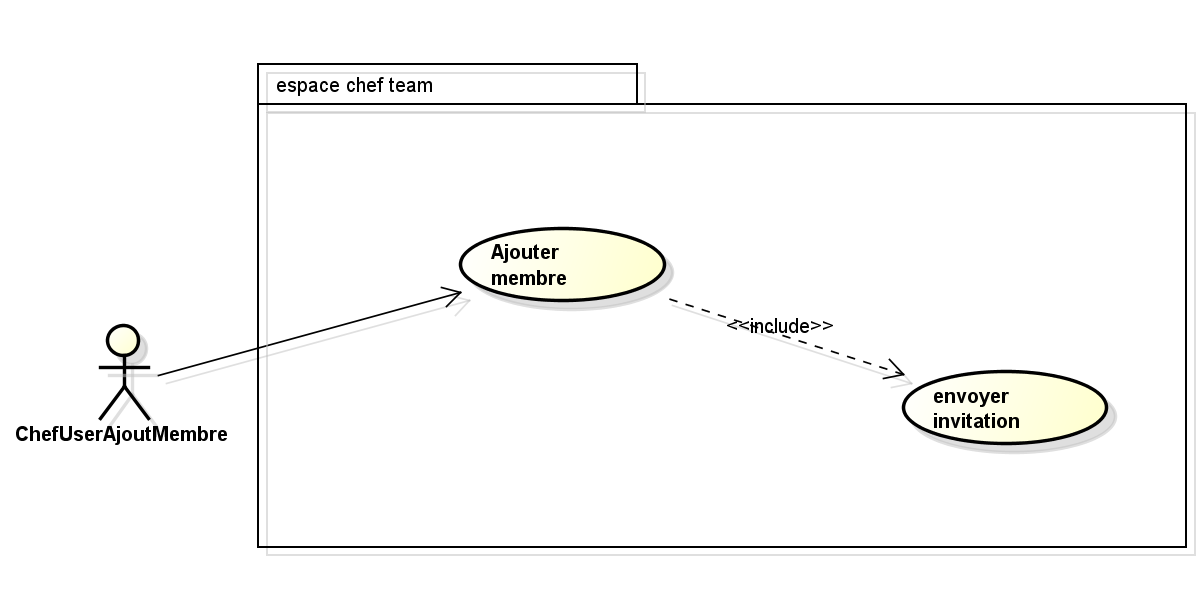 espace chef team
Ajouter
membre
<<include>>
envoyer
invitation
ChefUserAjoutMembre